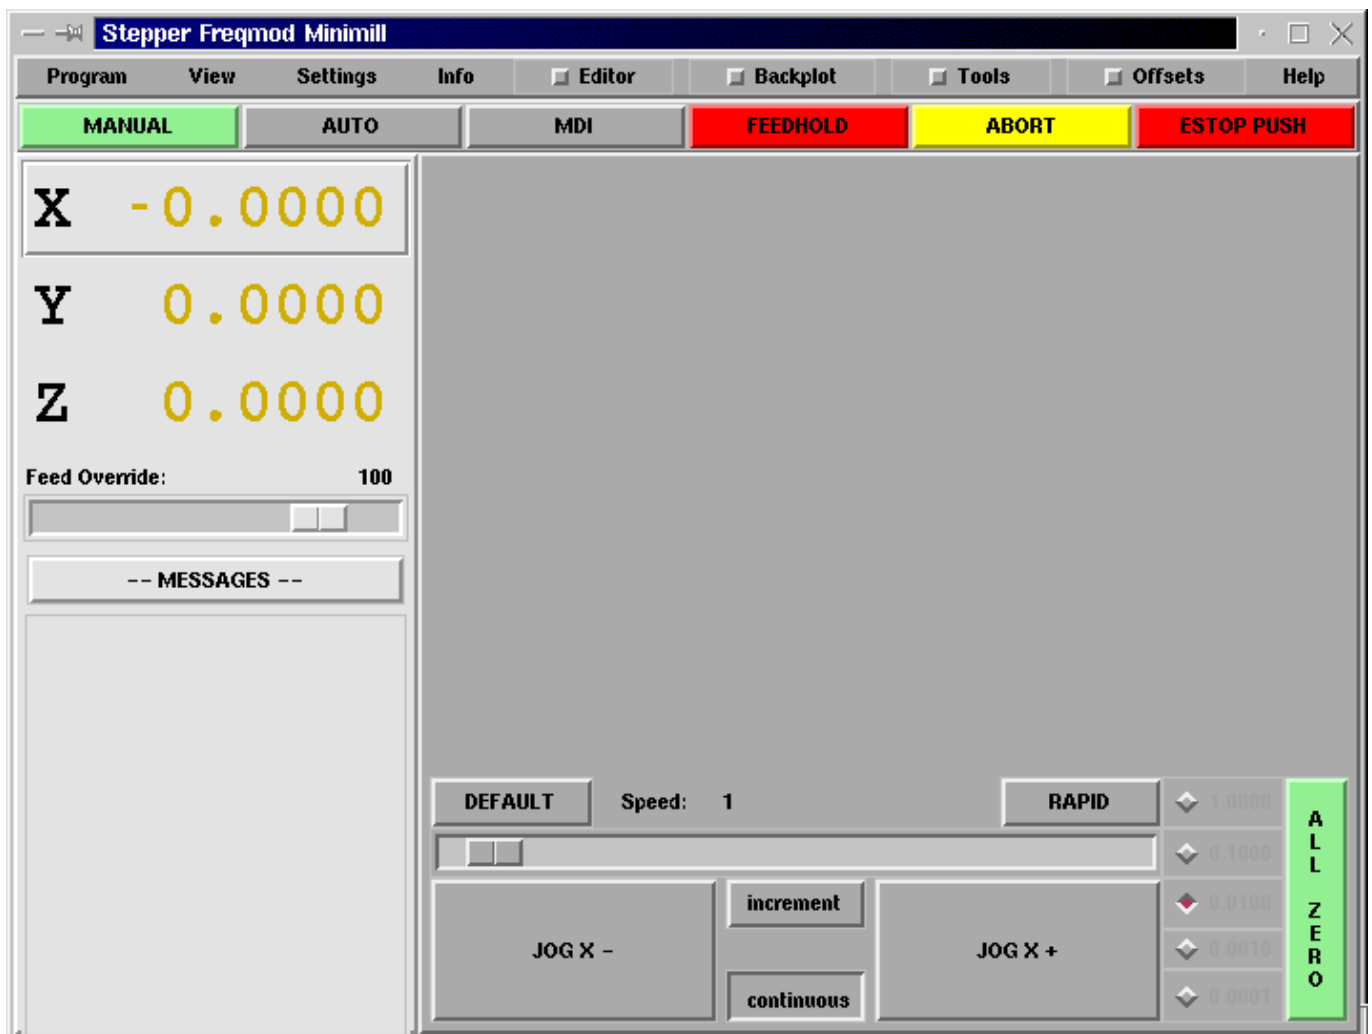 Stepper Freqmod Minimill
Program View Settings Info Editor Backplot Tools Offsets Help
MANUAL AUTO MDI FEEDHOLD ABORT ESTOP PUSH
X -0.0000
Y 0.0000
Z 0.0000
Feed Override: 100
-- MESSAGES --
DEFAULT Speed: 1 RAPID 1.0000
0.1000
increment 0.0100
JOG X - JOG X + 0.0010
continuous 0.0001
ALL ZERO